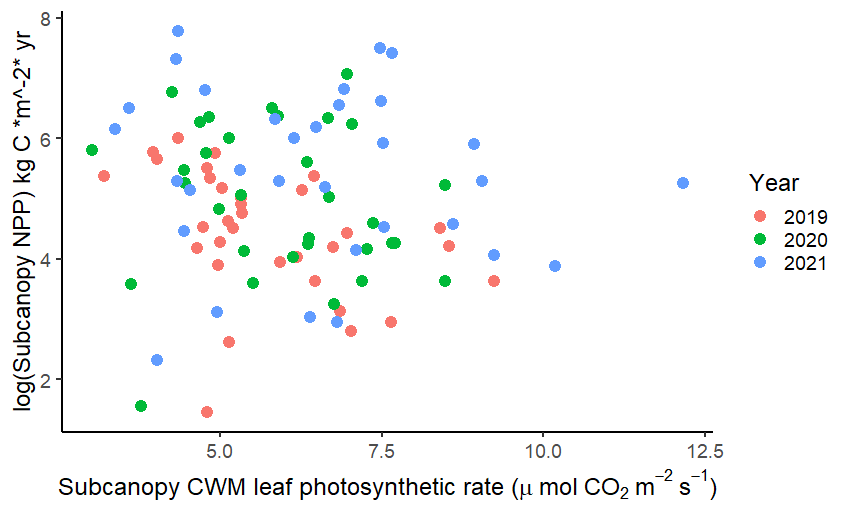 log(Subcanopy NPP) kg C *m^-2* yr
8
6
4
2
5.0 7.5 10.0 12.5
Subcanopy CWM leaf photosynthetic rate (μ mol CO₂ m⁻² s⁻¹)
Year
2019
2020
2021